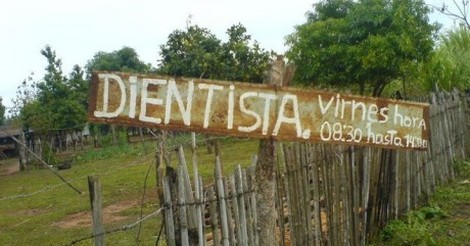 DiENTiSTA. virnes hora
08:30 hasta 14:00